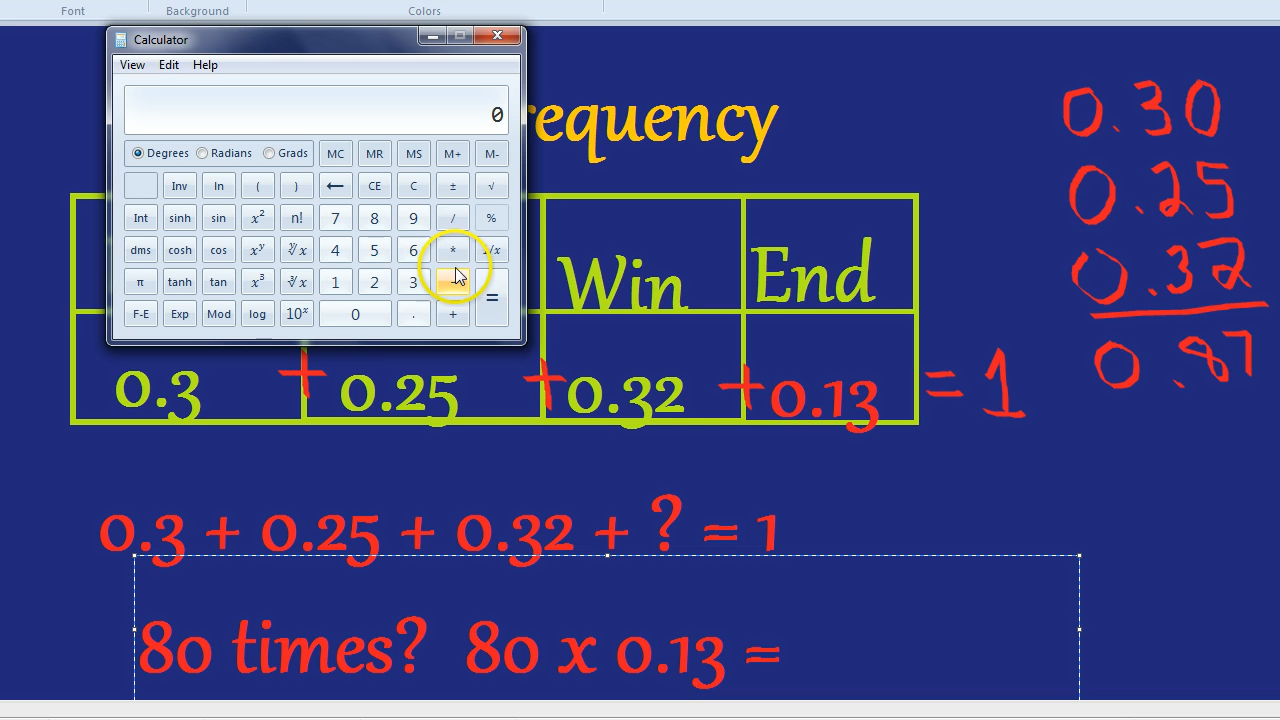 Font Background Colors
Calculator
View Edit Help
0
Degrees Radians Grads MC MR MS M+ M-
Inv ln ( ) ← CE C ± √
Int sinh sin x² n! 7 8 9 / %
dms cosh cos xʸ ʸ√x 4 5 6 * 1/x
π tanh tan x³ ³√x 1 2 3 - =
F-E Exp Mod log 10ˣ 0 . +
requency
Win End
0.3 + 0.25 + 0.32 + 0.13 = 1
0.30
0.25
0.32
0.87
0.3 + 0.25 + 0.32 + ? = 1
80 times? 80 x 0.13 =